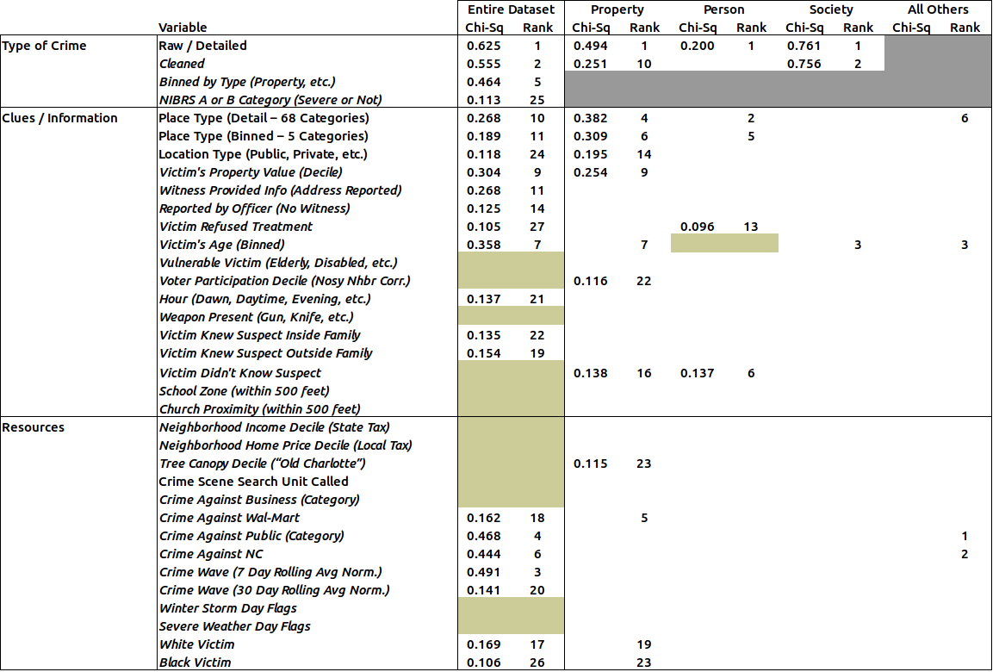 Entire Dataset Property Person Society All Others
Variable Chi-Sq Rank Chi-Sq Rank Chi-Sq Rank Chi-Sq Rank Chi-Sq Rank
Type of Crime Raw / Detailed 0.625 1 0.494 1 0.200 1 0.761 1
Cleaned 0.555 2 0.251 10 0.756 2
Binned by Type (Property, etc.) 0.464 5
NIBRS A or B Category (Severe or Not) 0.113 25
Clues / Information Place Type (Detail – 68 Categories) 0.268 10 0.382 4 2 6
Place Type (Binned – 5 Categories) 0.189 11 0.309 6 5
Location Type (Public, Private, etc.) 0.118 24 0.195 14
Victim's Property Value (Decile) 0.304 9 0.254 9
Witness Provided Info (Address Reported) 0.268 11
Reported by Officer (No Witness) 0.125 14
Victim Refused Treatment 0.105 27 0.096 13
Victim's Age (Binned) 0.358 7 7 3 3
Vulnerable Victim (Elderly, Disabled, etc.)
Voter Participation Decile (Nosy Nhbr Corr.) 0.116 22
Hour (Dawn, Daytime, Evening, etc.) 0.137 21
Weapon Present (Gun, Knife, etc.)
Victim Knew Suspect Inside Family 0.135 22
Victim Knew Suspect Outside Family 0.154 19
Victim Didn't Know Suspect 0.138 16 0.137 6
School Zone (within 500 feet)
Church Proximity (within 500 feet)
Resources Neighborhood Income Decile (State Tax)
Neighborhood Home Price Decile (Local Tax)
Tree Canopy Decile (“Old Charlotte”) 0.115 23
Crime Scene Search Unit Called
Crime Against Business (Category)
Crime Against Wal-Mart 0.162 18 5
Crime Against Public (Category) 0.468 4 1
Crime Against NC 0.444 6 2
Crime Wave (7 Day Rolling Avg Norm.) 0.491 3
Crime Wave (30 Day Rolling Avg Norm.) 0.141 20
Winter Storm Day Flags
Severe Weather Day Flags
White Victim 0.169 17 19
Black Victim 0.106 26 23